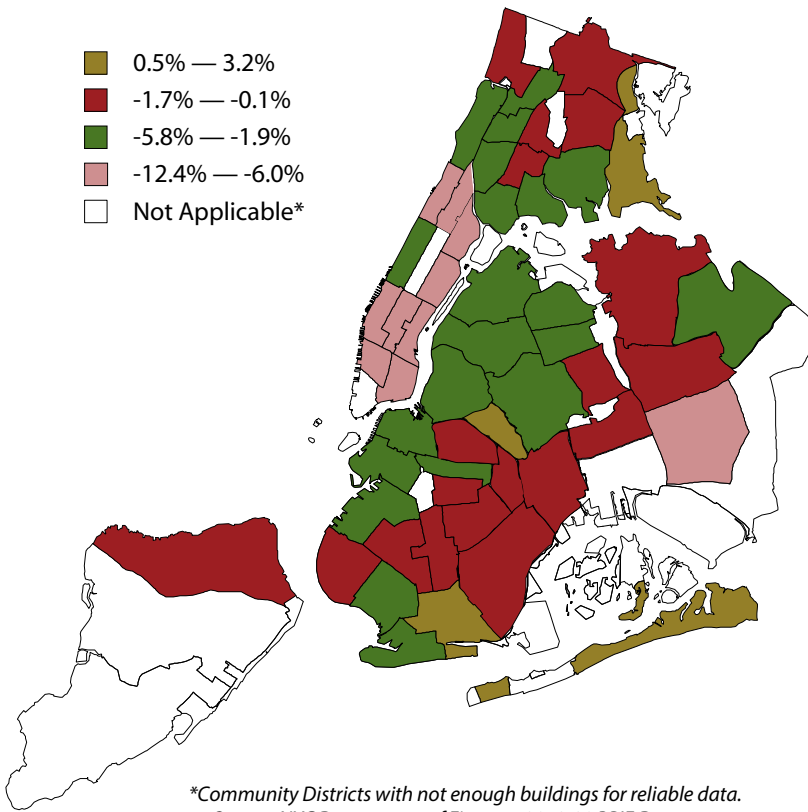 0.5% — 3.2%
-1.7% — -0.1%
-5.8% — -1.9%
-12.4% — -6.0%
Not Applicable*
*Community Districts with not enough buildings for reliable data.